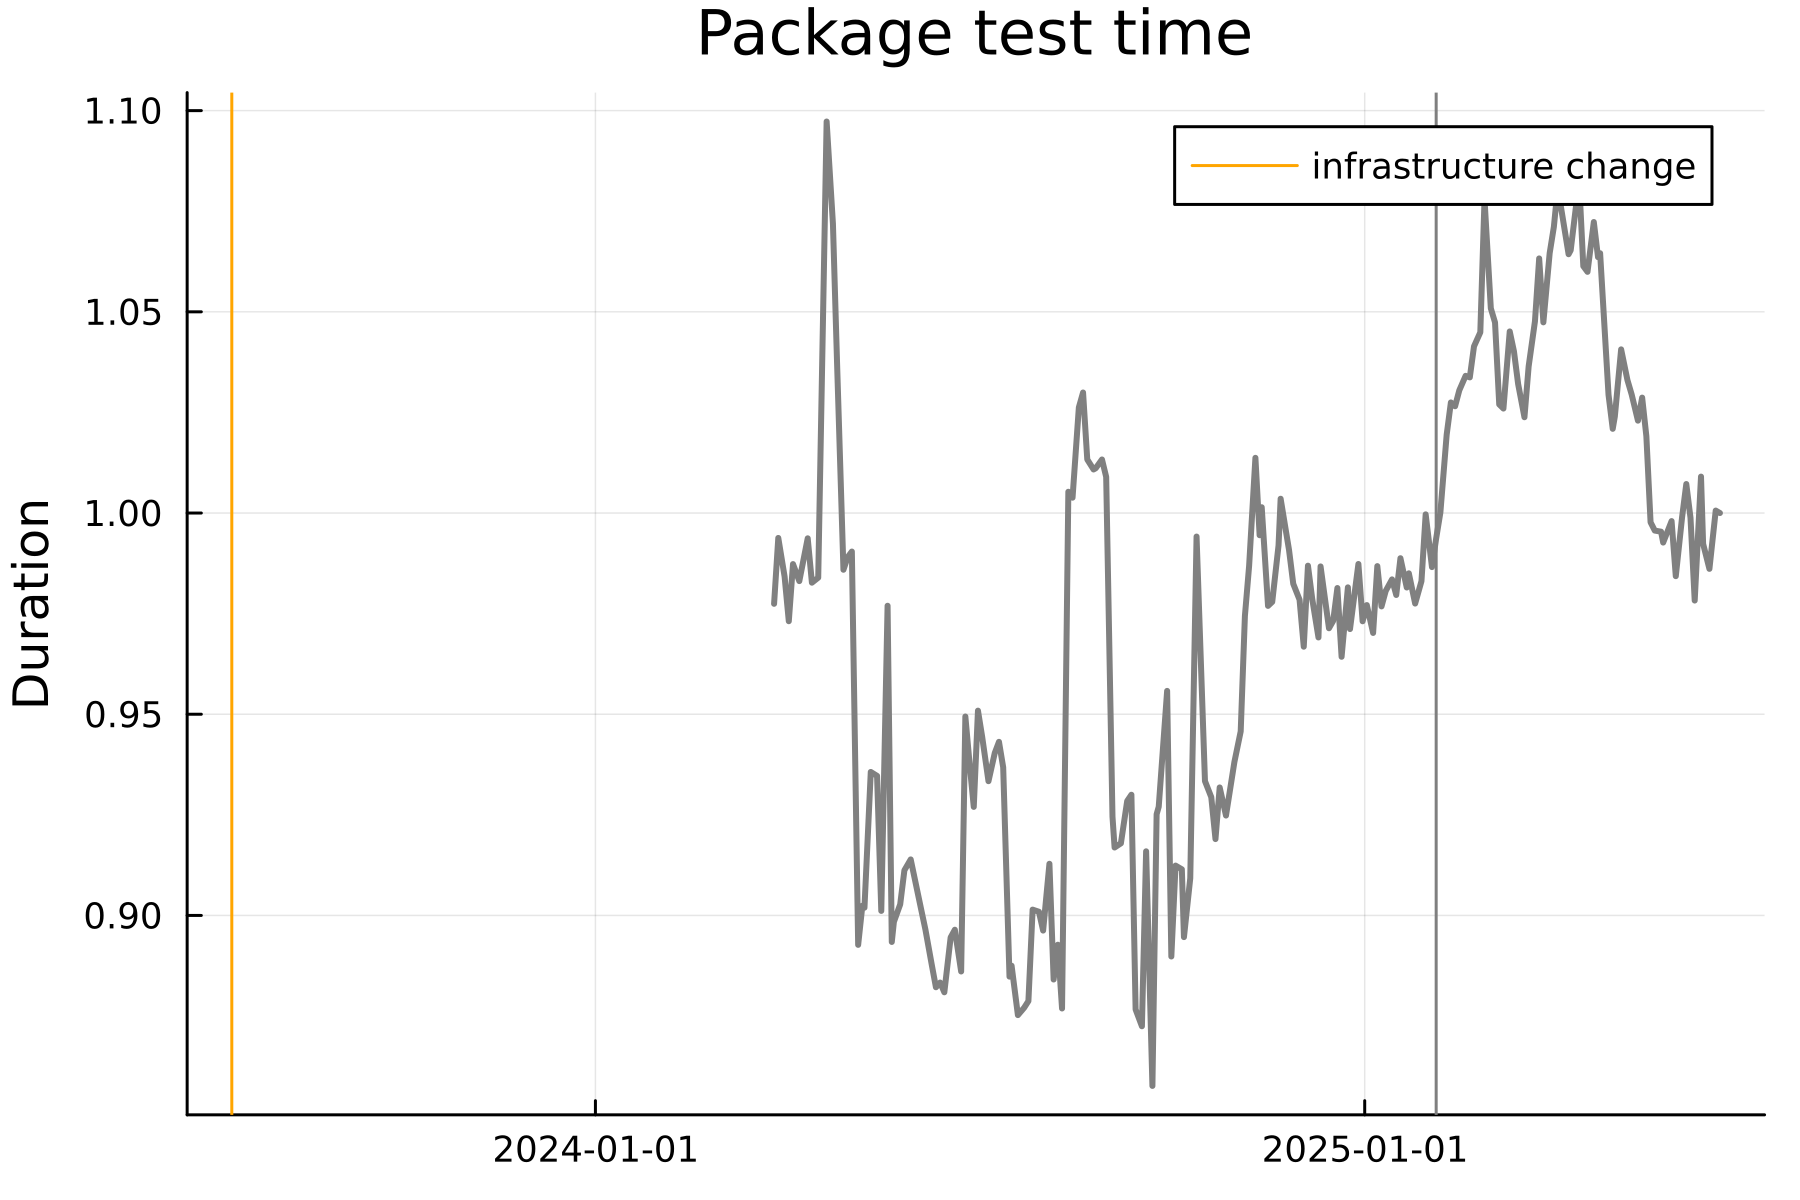 Package test time
infrastructure change
Duration
1.10
1.05
1.00
0.95
0.90
2024-01-01
2025-01-01